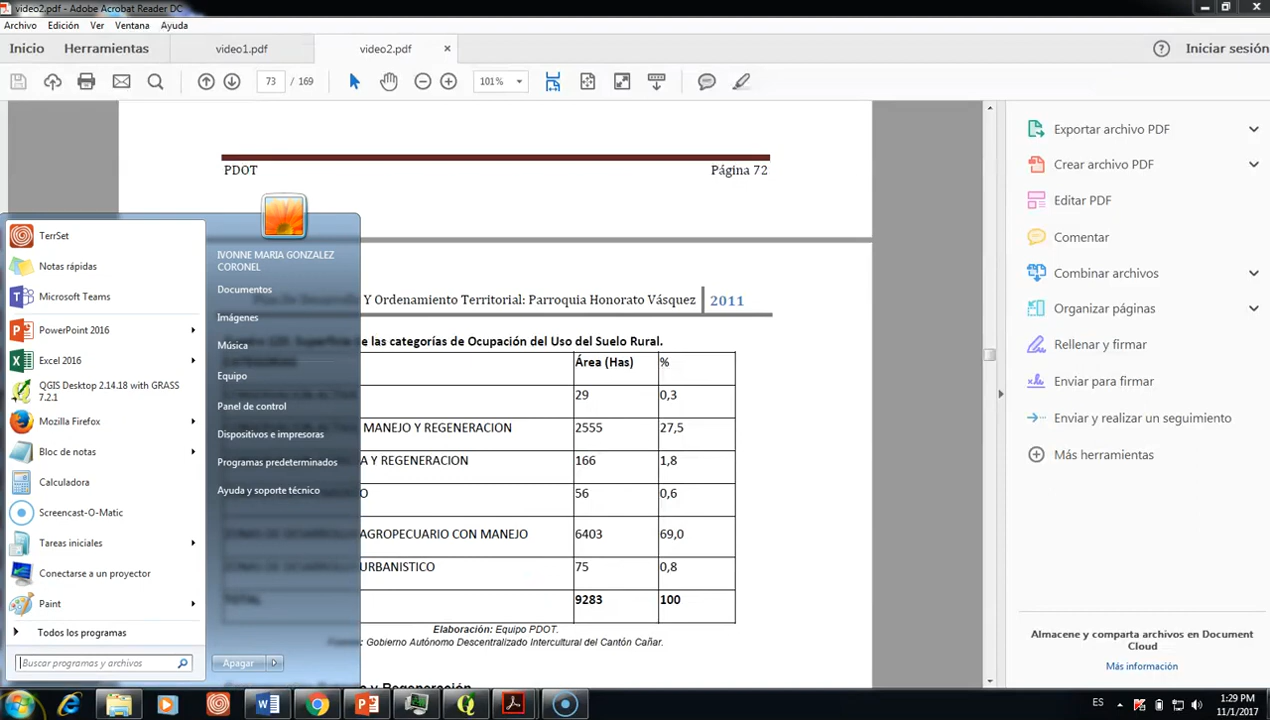 video2.pdf - Adobe Acrobat Reader DC
Archivo Edición Ver Ventana Ayuda
Inicio Herramientas video1.pdf video2.pdf × Iniciar sesión
73 / 169 101%
PDOT Página 72
Y Ordenamiento Territorial: Parroquia Honorato Vásquez 2011
las categorías de Ocupación del Uso del Suelo Rural.
Área (Has) %
29 0,3
MANEJO Y REGENERACION 2555 27,5
A Y REGENERACION 166 1,8
O 56 0,6
AGROPECUARIO CON MANEJO 6403 69,0
URBANISTICO 75 0,8
TOTAL 9283 100
Elaboración: Equipo PDOT.
Fuente: Gobierno Autónomo Descentralizado Intercultural del Cantón Cañar.
Exportar archivo PDF
Crear archivo PDF
Editar PDF
Comentar
Combinar archivos
Organizar páginas
Rellenar y firmar
Enviar para firmar
Enviar y realizar un seguimiento
Más herramientas
Almacene y comparta archivos en Document
Cloud
Más información
TerrSet
Notas rápidas
Microsoft Teams
PowerPoint 2016
Excel 2016
QGIS Desktop 2.14.18 with GRASS
7.2.1
Mozilla Firefox
Bloc de notas
Calculadora
Screencast-O-Matic
Tareas iniciales
Conectarse a un proyector
Paint
Todos los programas
Buscar programas y archivos
IVONNE MARIA GONZALEZ
CORONEL
Documentos
Imágenes
Música
Equipo
Panel de control
Dispositivos e impresoras
Programas predeterminados
Ayuda y soporte técnico
Apagar
ES 1:29 PM
11/1/2017